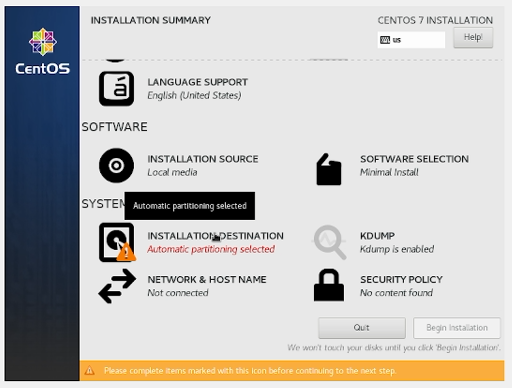 INSTALLATION SUMMARY
CENTOS 7 INSTALLATION
us
Help!
CentOS
LANGUAGE SUPPORT
English (United States)
SOFTWARE
INSTALLATION SOURCE
Local media
SOFTWARE SELECTION
Minimal Install
SYSTEM
Automatic partitioning selected
INSTALLATION DESTINATION
Automatic partitioning selected
KDUMP
Kdump is enabled
NETWORK & HOST NAME
Not connected
SECURITY POLICY
No content found
Quit
Begin Installation
We won't touch your disks until you click 'Begin Installation'.
Please complete items marked with this icon before continuing to the next step.